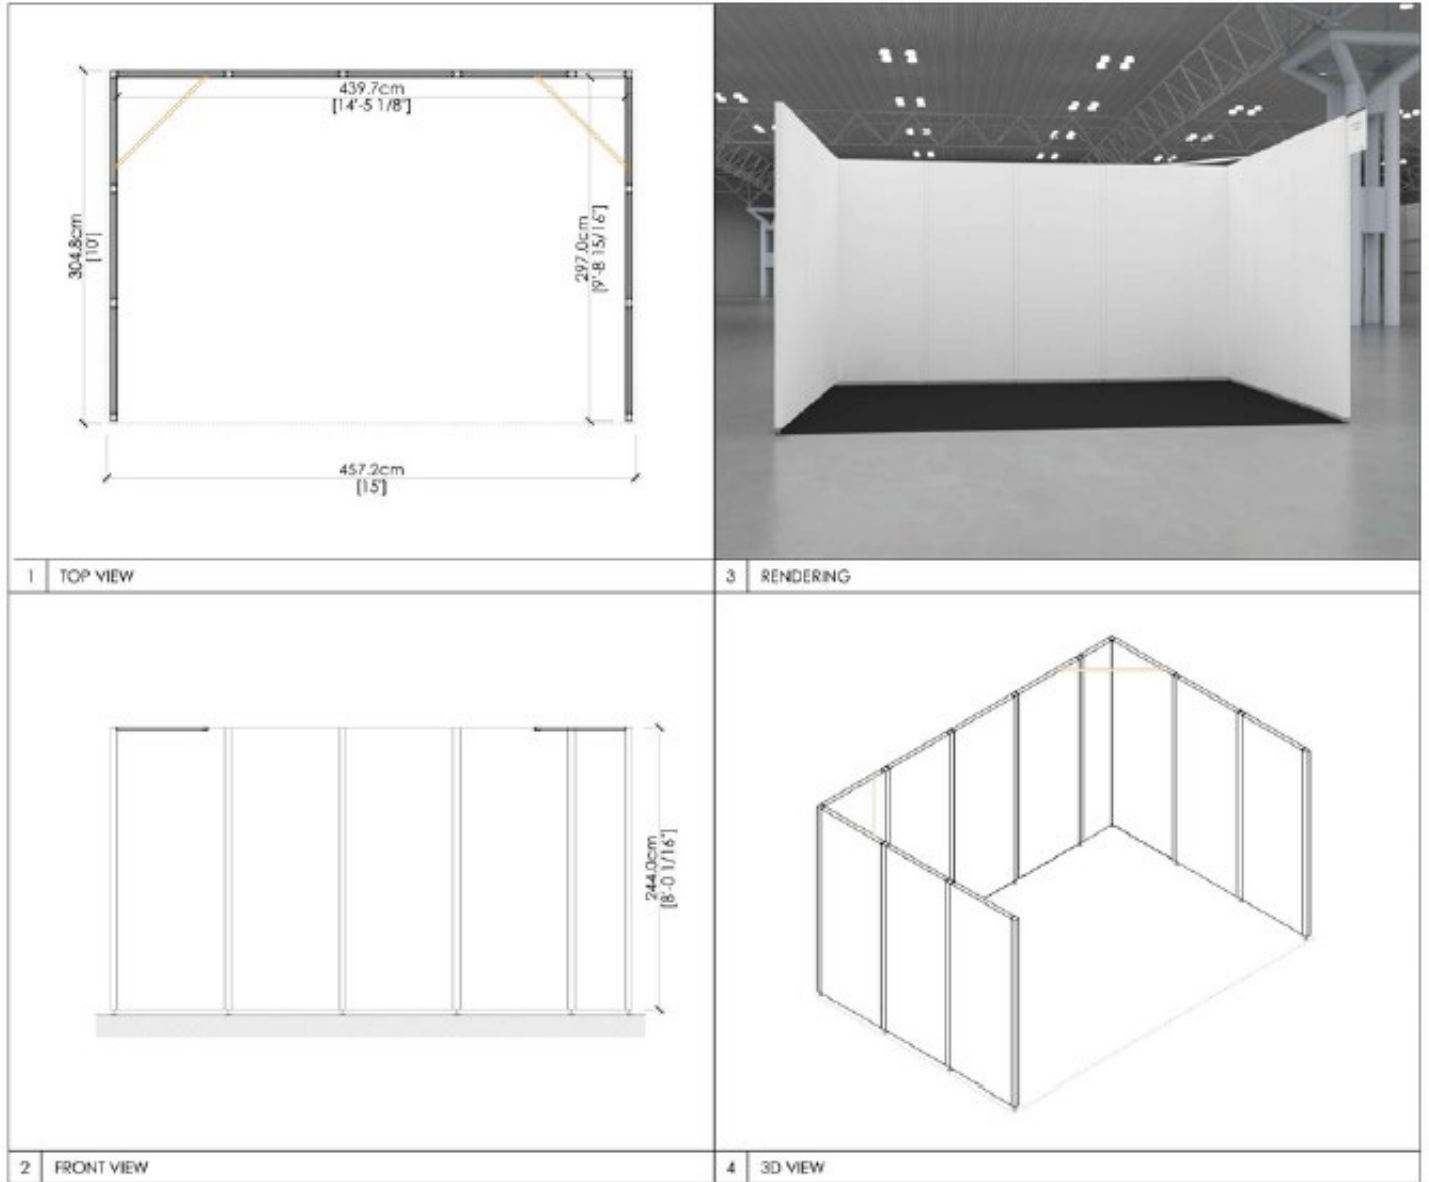 439.7cm
[14'-5 1/8"]
304.8cm
[10']
297.0cm
[9'-8 15/16"]
457.2cm
[15']
1 TOP VIEW
3 RENDERING
244.0cm
[8'-0 1/16"]
2 FRONT VIEW
4 3D VIEW